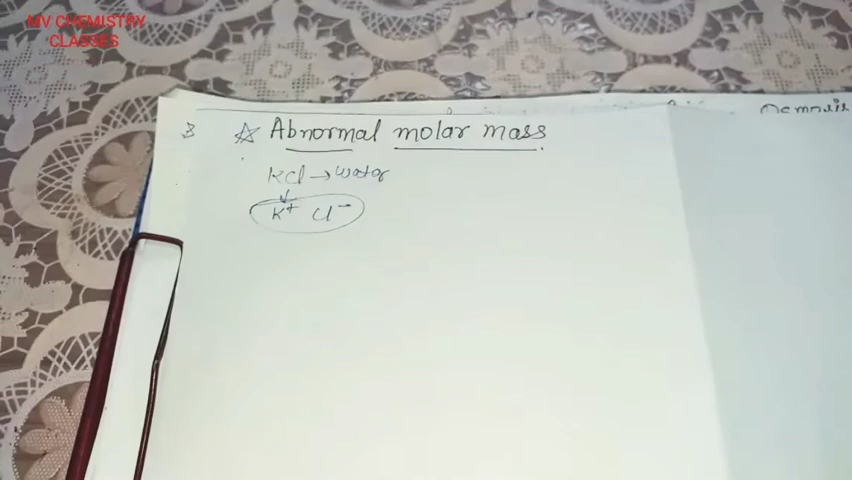 MV CHEMISTRY
CLASSES
3 ☆ Abnormal molar mass
KCl → water
↓
K+ Cl−